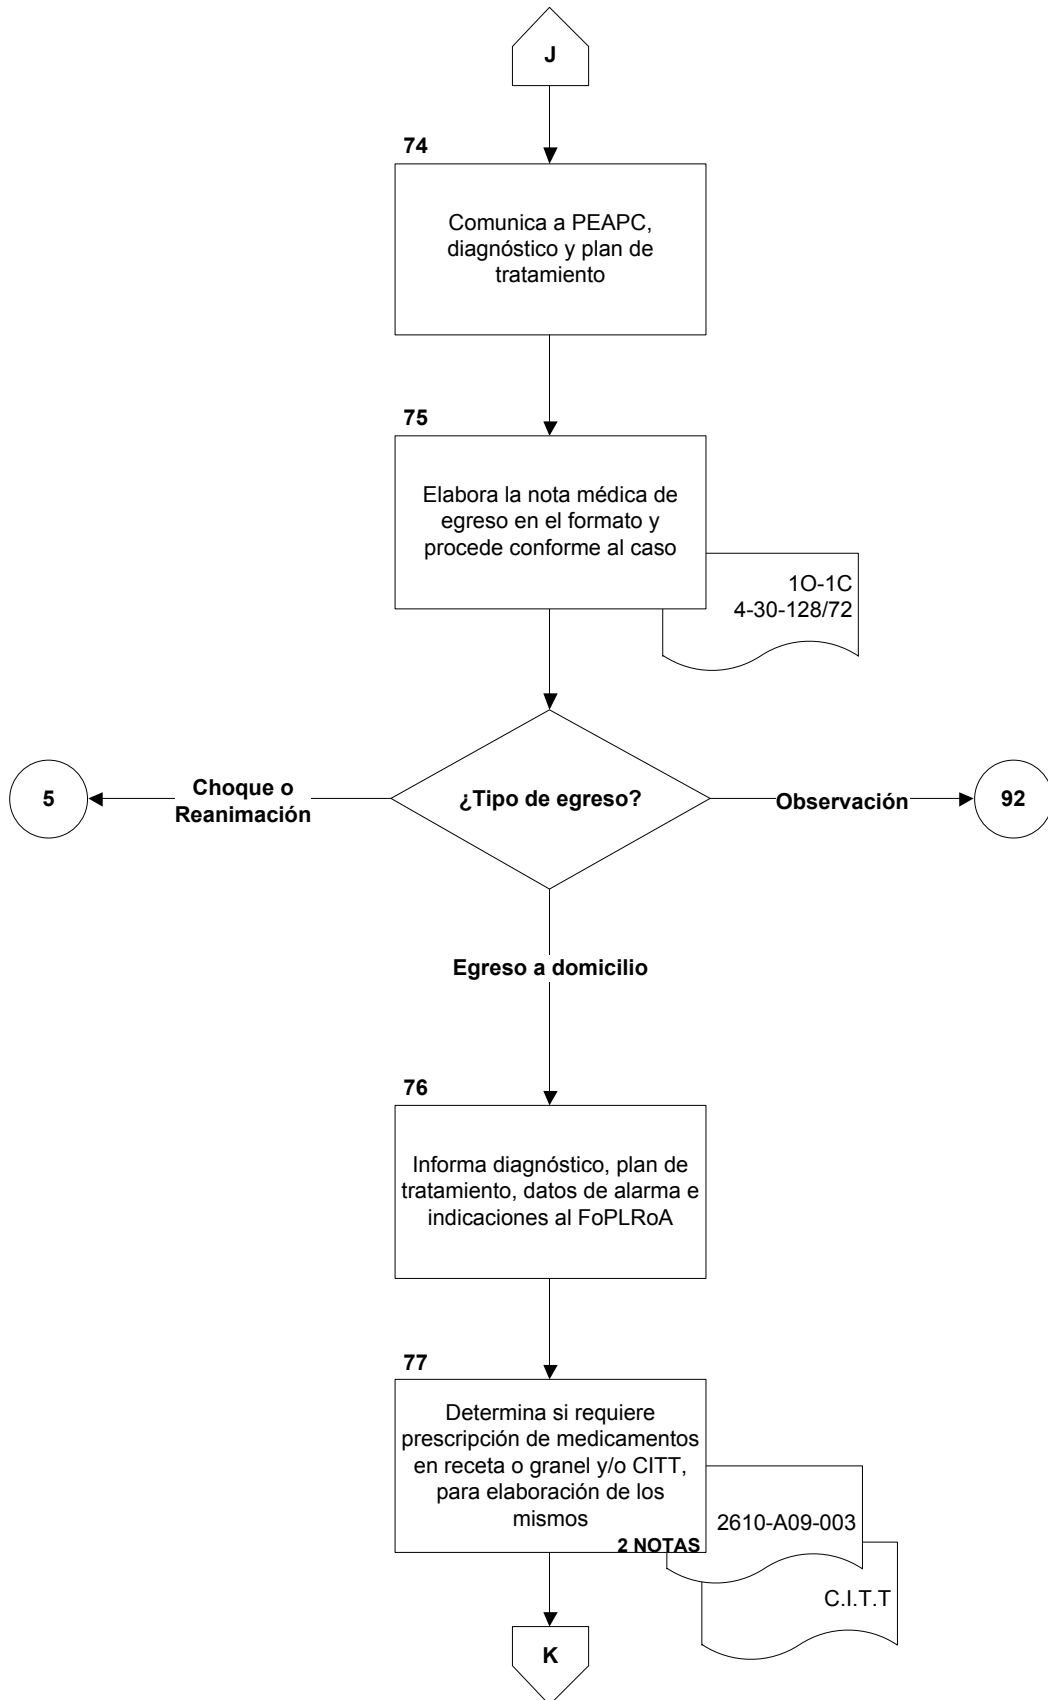 J
74
Comunica a PEAPC,
diagnóstico y plan de
tratamiento
75
Elabora la nota médica de
egreso en el formato y
procede conforme al caso
1O-1C
4-30-128/72
5
Choque o
Reanimación
¿Tipo de egreso?
Observación
92
Egreso a domicilio
76
Informa diagnóstico, plan de
tratamiento, datos de alarma e
indicaciones al FoPLRoA
77
Determina si requiere
prescripción de medicamentos
en receta o granel y/o CITT,
para elaboración de los
mismos
2 NOTAS
2610-A09-003
C.I.T.T
K